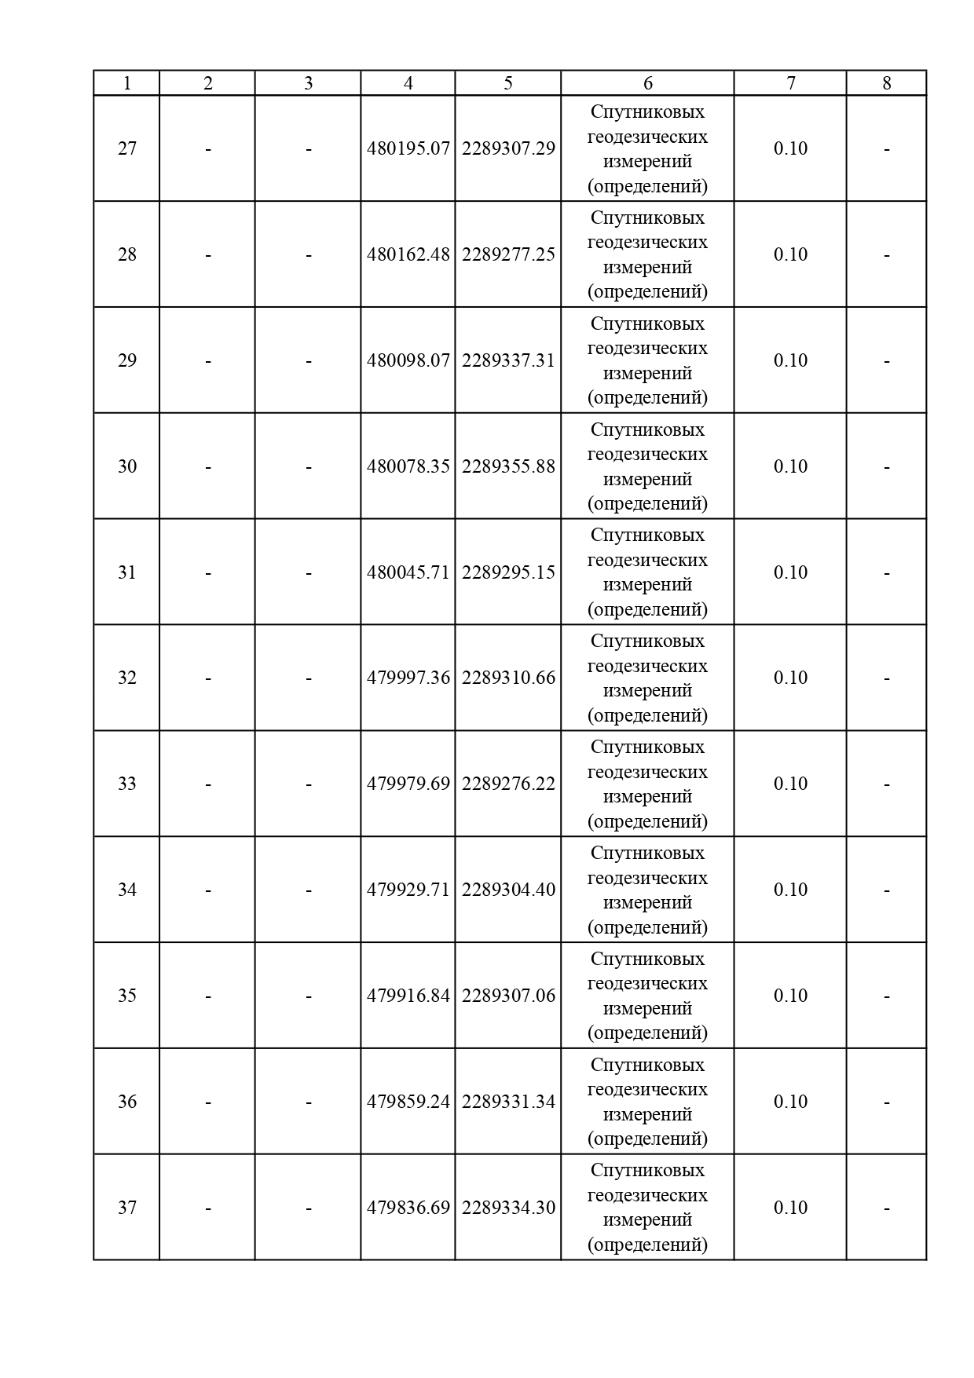 1 2 3 4 5 6 7 8
27 - - 480195.07 2289307.29 Спутниковых геодезических измерений (определений) 0.10 -
28 - - 480162.48 2289277.25 Спутниковых геодезических измерений (определений) 0.10 -
29 - - 480098.07 2289337.31 Спутниковых геодезических измерений (определений) 0.10 -
30 - - 480078.35 2289355.88 Спутниковых геодезических измерений (определений) 0.10 -
31 - - 480045.71 2289295.15 Спутниковых геодезических измерений (определений) 0.10 -
32 - - 479997.36 2289310.66 Спутниковых геодезических измерений (определений) 0.10 -
33 - - 479979.69 2289276.22 Спутниковых геодезических измерений (определений) 0.10 -
34 - - 479929.71 2289304.40 Спутниковых геодезических измерений (определений) 0.10 -
35 - - 479916.84 2289307.06 Спутниковых геодезических измерений (определений) 0.10 -
36 - - 479859.24 2289331.34 Спутниковых геодезических измерений (определений) 0.10 -
37 - - 479836.69 2289334.30 Спутниковых геодезических измерений (определений) 0.10 -